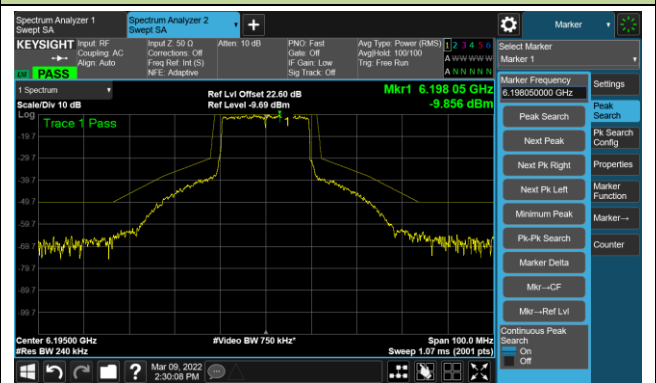 Spectrum Analyzer 1
Swept SA
Spectrum Analyzer 2
Swept SA
+
Marker
KEYSIGHT
Input: RF
Coupling: AC
Align: Auto
Input Z: 50 Ω
Corrections: Off
Freq Ref: Int (S)
NFE: Adaptive
Atten: 10 dB
PNO: Fast
Gate: Off
IF Gain: Low
Sig Track: Off
Avg Type: Power (RMS)
Avg|Hold: 100/100
Trig: Free Run
1 2 3 4 5 6
A W W W W W
A N N N N N
PASS
Select Marker
Marker 1
1 Spectrum
Scale/Div 10 dB
Ref Lvl Offset 22.60 dB
Ref Level -9.69 dBm
Mkr1 6.198 05 GHz
-9.856 dBm
Log
Trace 1 Pass
1
-19.7
-29.7
-39.7
-49.7
-59.7
-69.7
-79.7
-89.7
-99.7
Center 6.19500 GHz
#Res BW 240 kHz
#Video BW 750 kHz*
Span 100.0 MHz
Sweep 1.07 ms (2001 pts)
Marker Frequency
6.198050000 GHz
Peak Search
Next Peak
Next Pk Right
Next Pk Left
Minimum Peak
Pk-Pk Search
Marker Delta
Mkr→CF
Mkr→Ref Lvl
Continuous Peak
Search
On
Off
Settings
Peak
Search
Pk Search
Config
Properties
Marker
Function
Marker→
Counter
?
Mar 09, 2022
2:30:08 PM